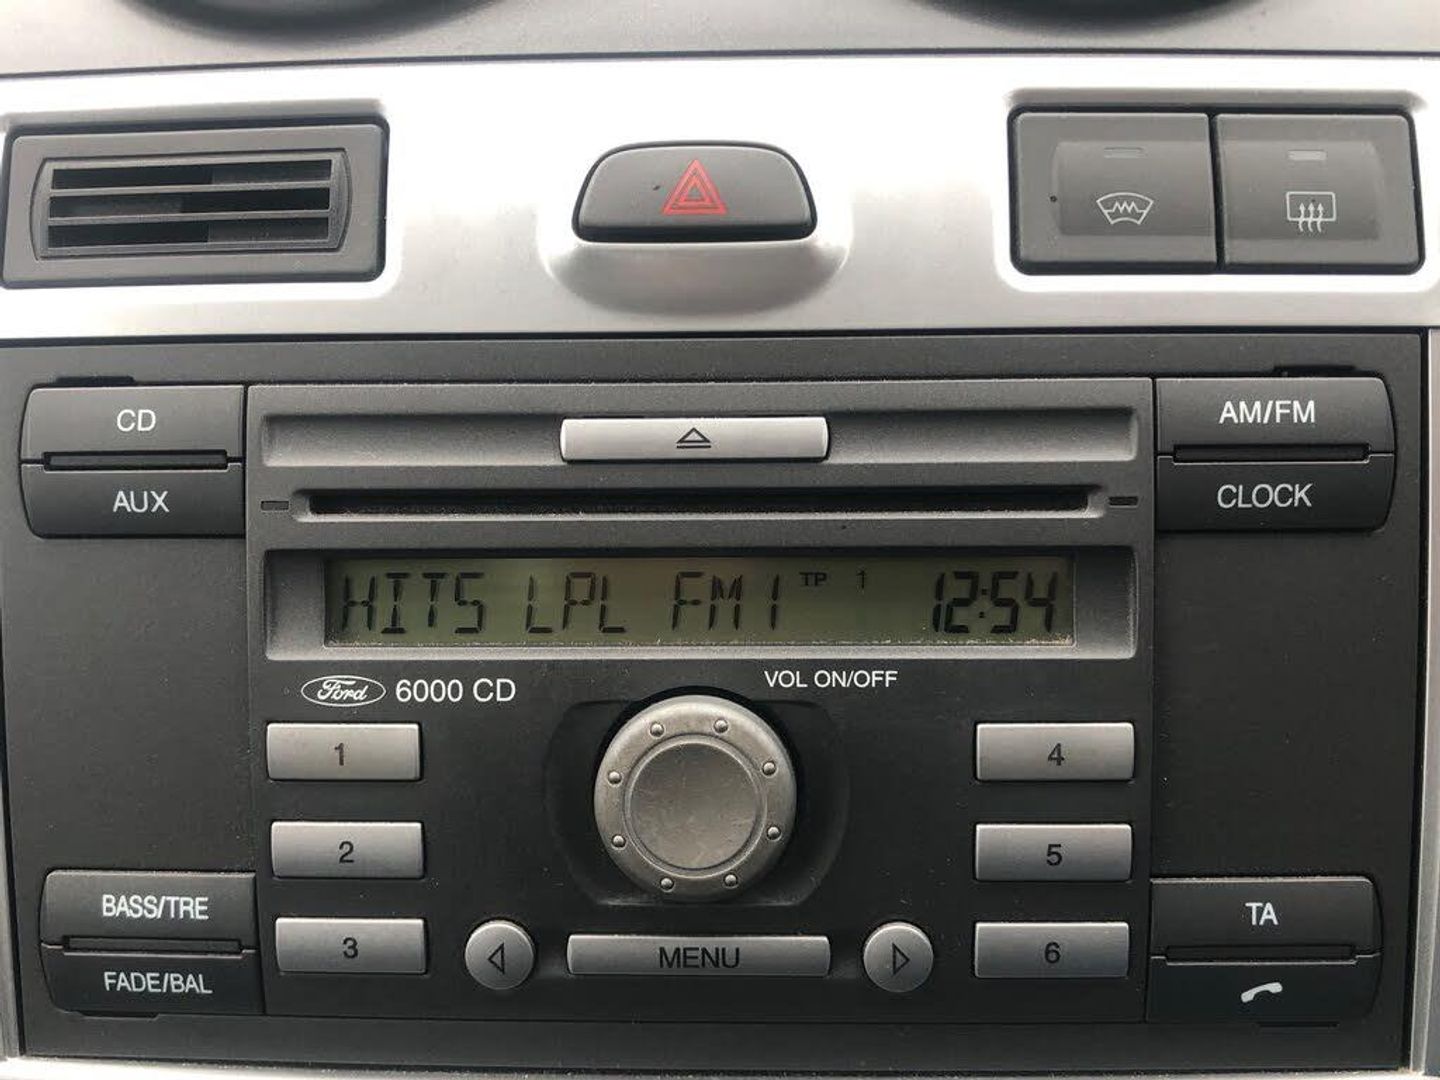 CD
AM/FM
AUX
CLOCK
HITS LPL FM1 TP 1 12:54
Ford 6000 CD
VOL ON/OFF
1
4
2
5
BASS/TRE
TA
3
MENU
6
FADE/BAL